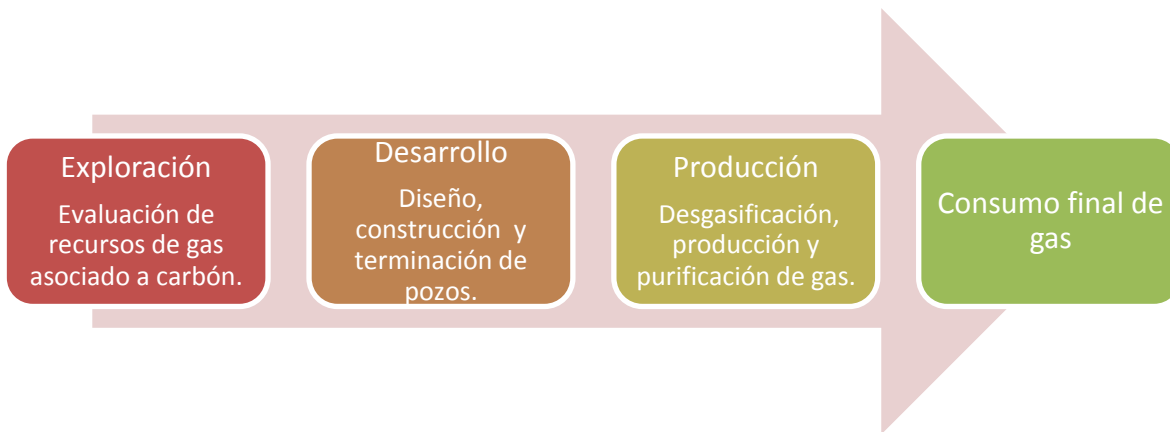 Exploración
Evaluación de
recursos de gas
asociado a carbón.
Desarrollo
Diseño,
construcción y
terminación de
pozos.
Producción
Desgasificación,
producción y
purificación de gas.
Consumo final de
gas